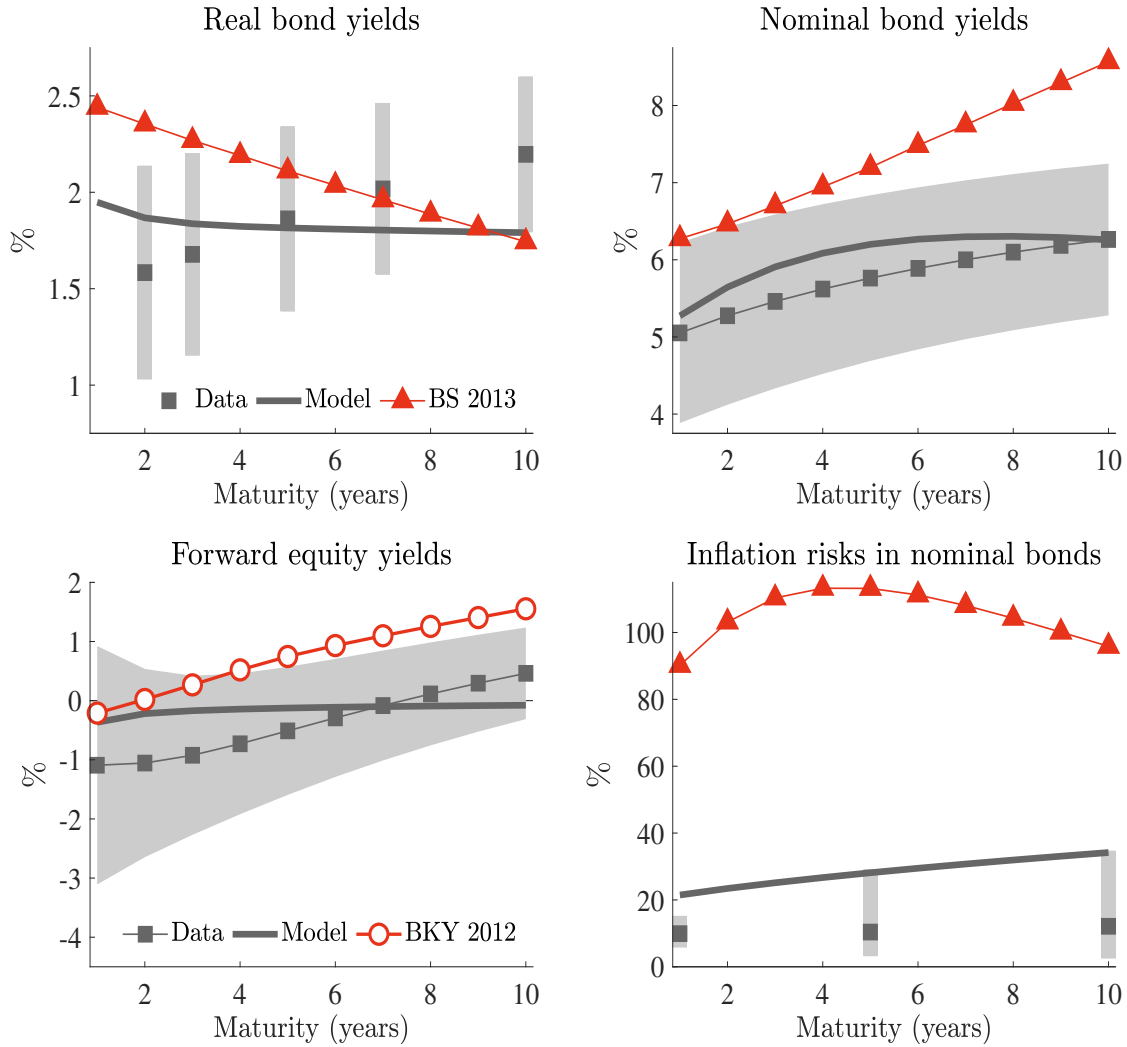 Real bond yields
%
2.5
2
1.5
1
Data Model BS 2013
2 4 6 8 10
Maturity (years)
Nominal bond yields
%
8
7
6
5
4
2 4 6 8 10
Maturity (years)
Forward equity yields
%
2
1
0
-1
-2
-3
-4
Data Model BKY 2012
2 4 6 8 10
Maturity (years)
Inflation risks in nominal bonds
%
100
80
60
40
20
0
2 4 6 8 10
Maturity (years)